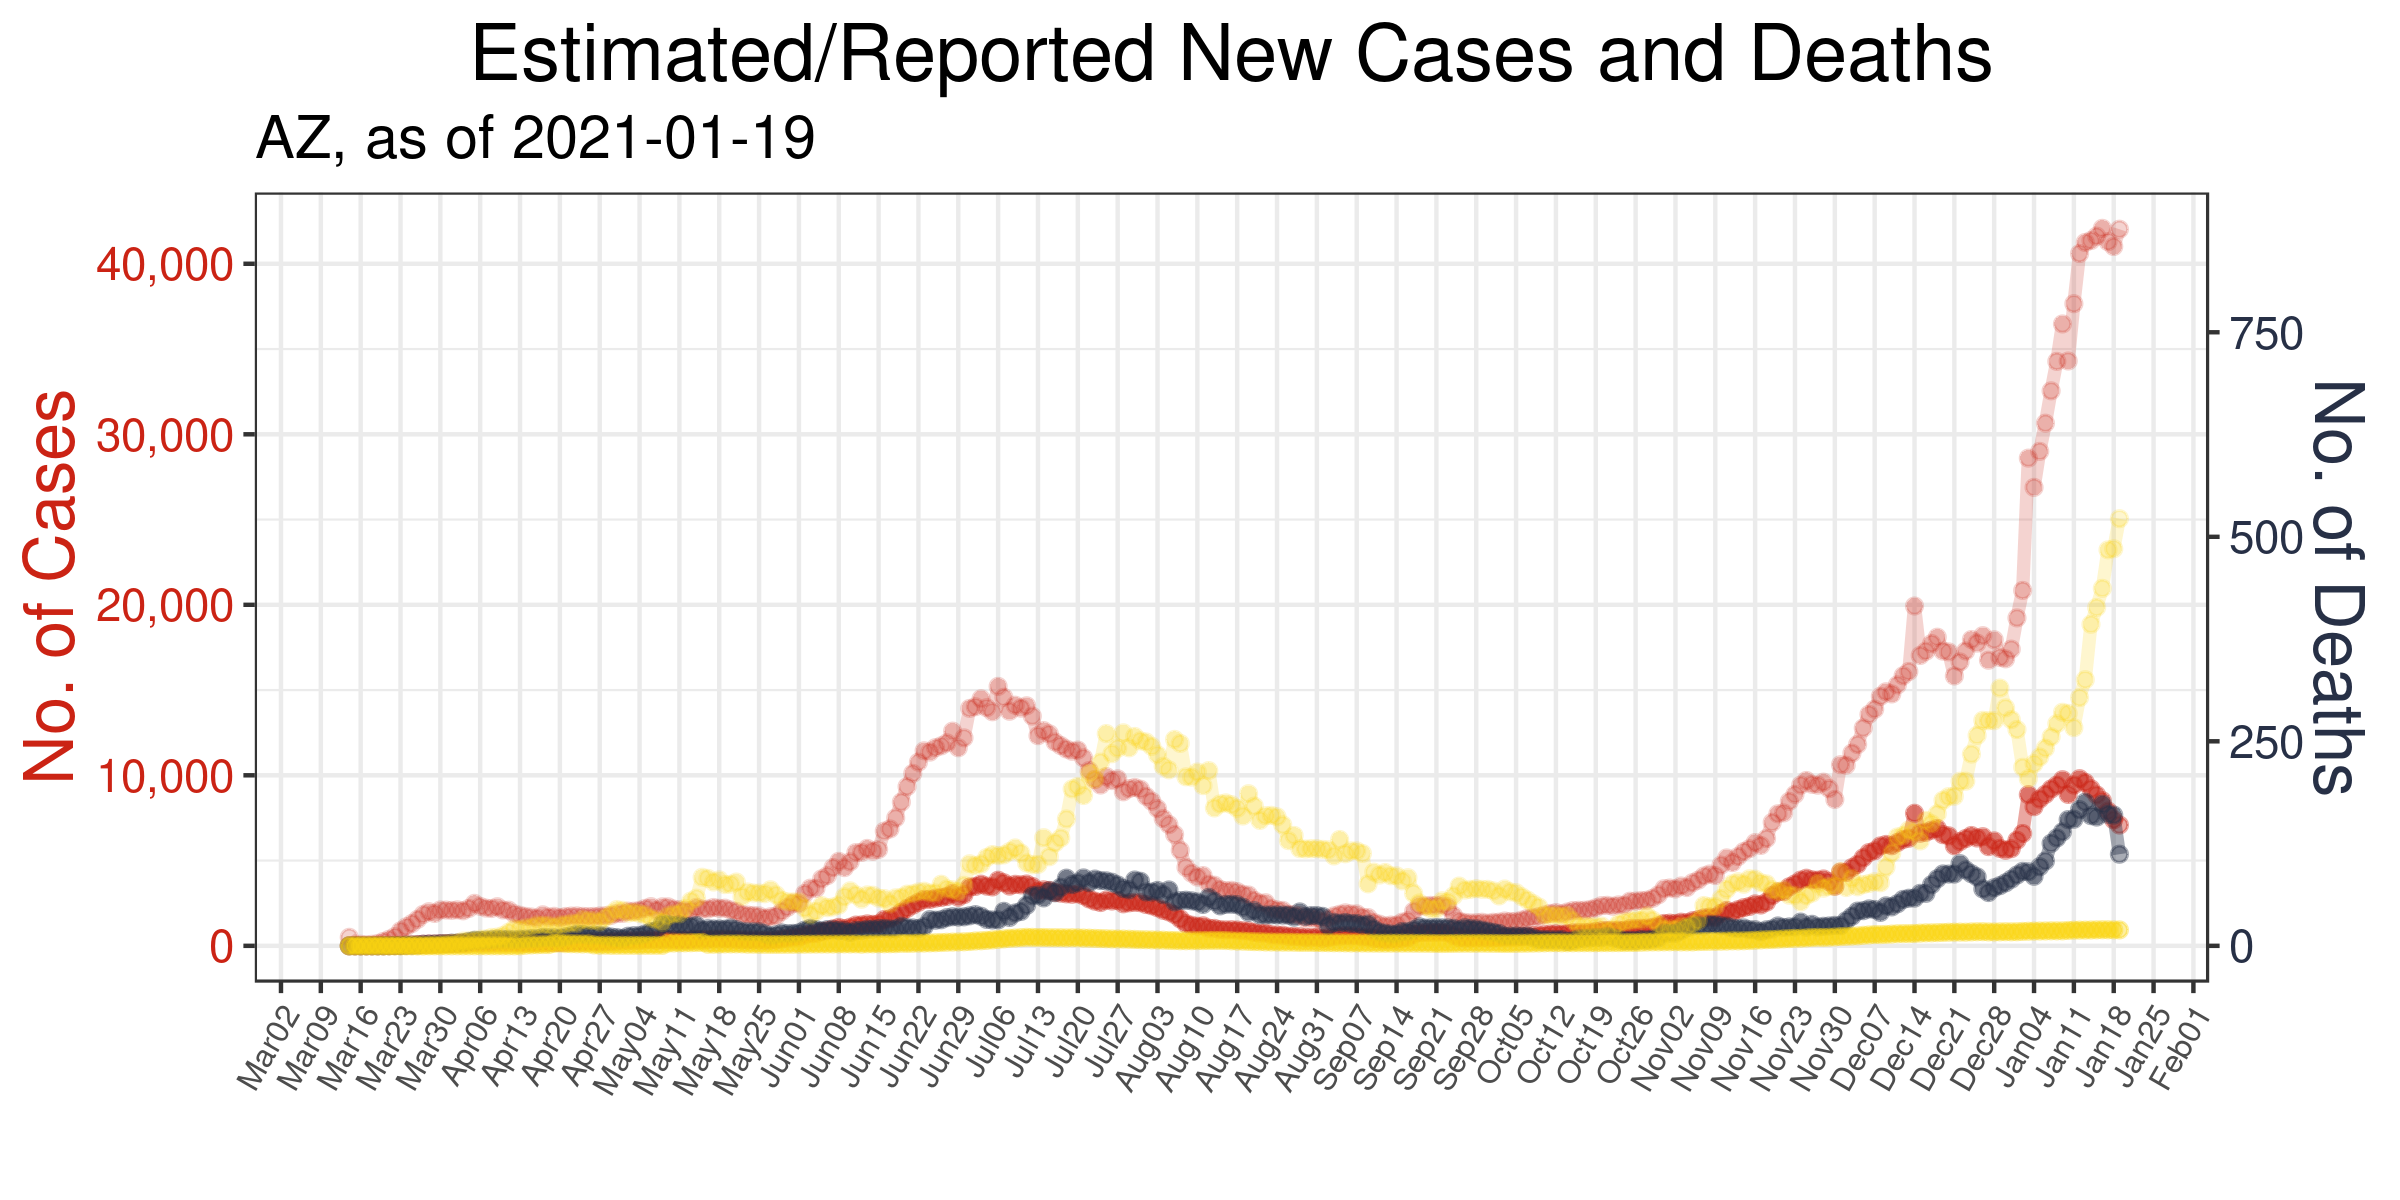 Estimated/Reported New Cases and Deaths
AZ, as of 2021-01-19
No. of Cases
40,000
30,000
20,000
10,000
0
750
500
250
0
No. of Deaths
Mar02
Mar09
Mar16
Mar23
Mar30
Apr06
Apr13
Apr20
Apr27
May04
May11
May18
May25
Jun01
Jun08
Jun15
Jun22
Jun29
Jul06
Jul13
Jul20
Jul27
Aug03
Aug10
Aug17
Aug24
Aug31
Sep07
Sep14
Sep21
Sep28
Oct05
Oct12
Oct19
Oct26
Nov02
Nov09
Nov16
Nov23
Nov30
Dec07
Dec14
Dec21
Dec28
Jan04
Jan11
Jan18
Jan25
Feb01